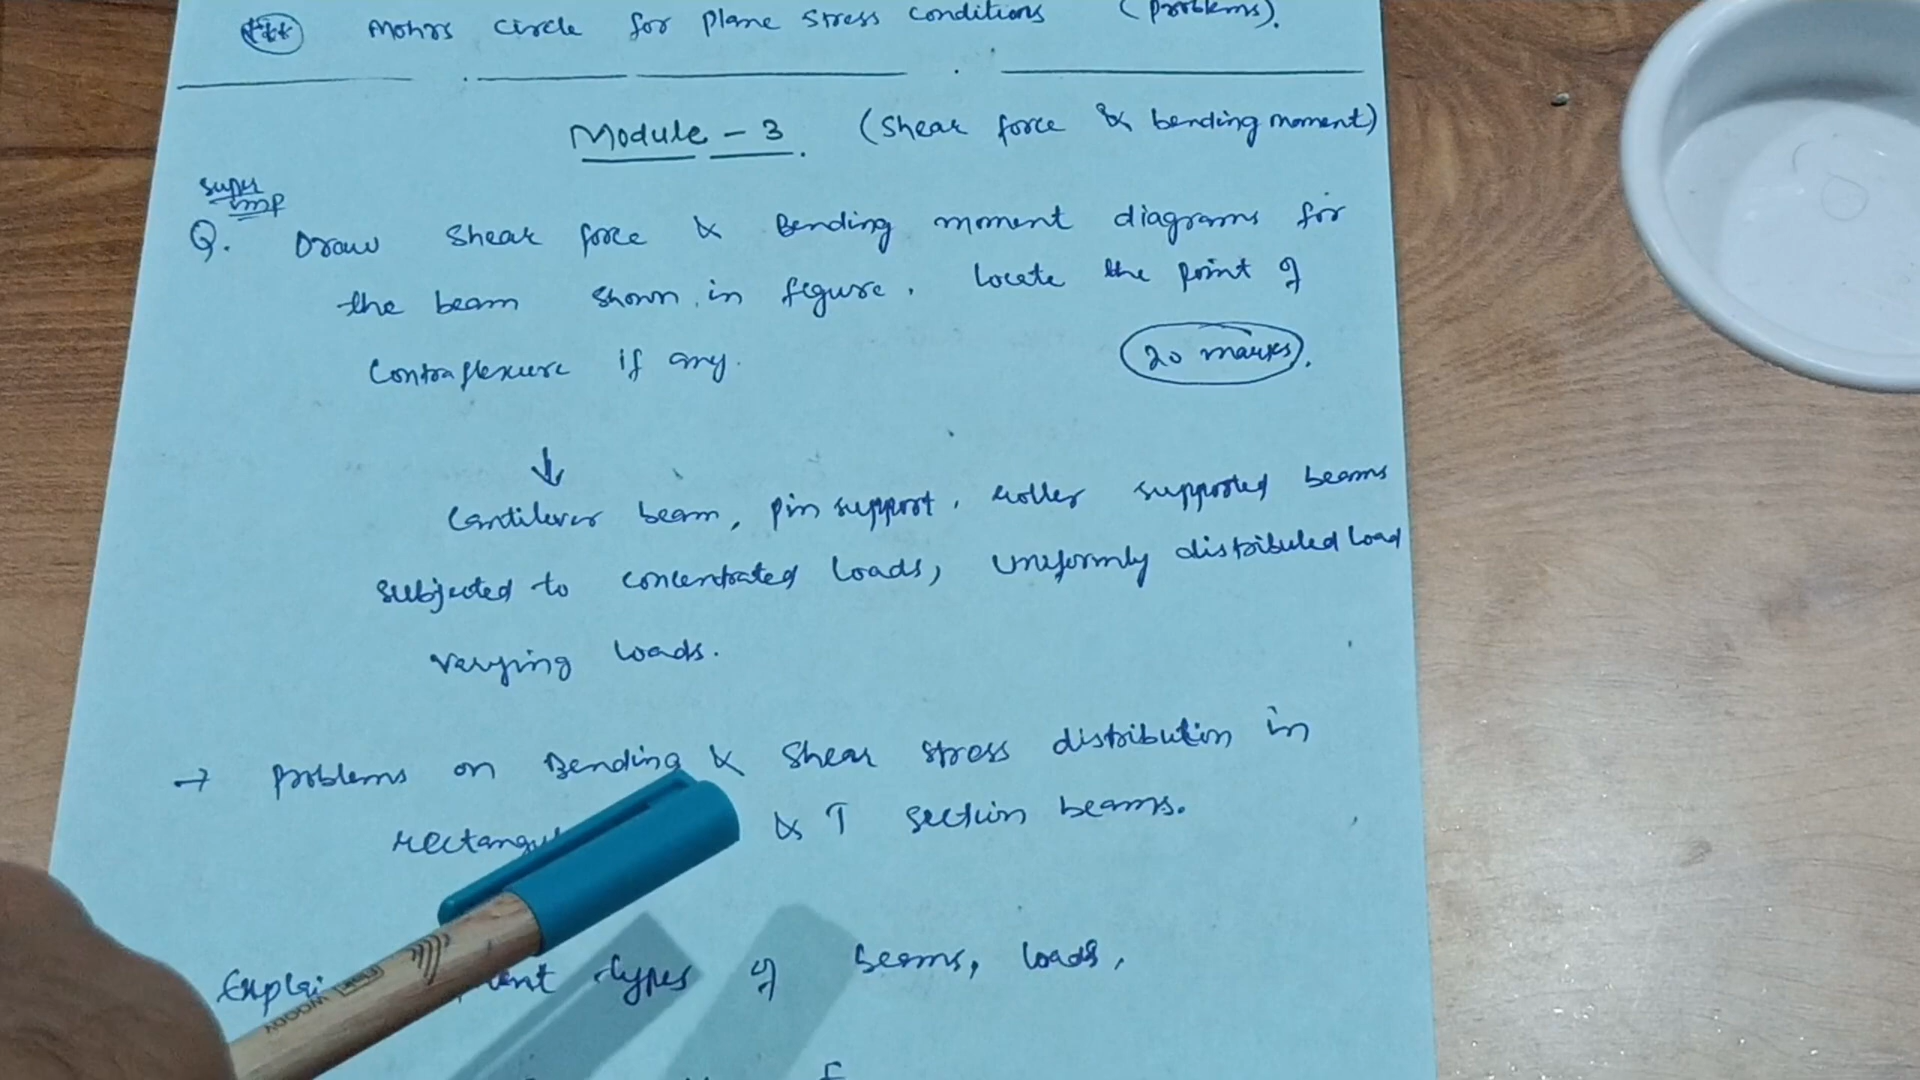 *** Mohrs circle for plane stress conditions (problems).
Module - 3. (Shear force & bending moment)
super imp
Q. Draw Shear force & Bending moment diagrams for
the beam shown in figure. Locate the point of
Contraflexure if any. 20 marks.
↓
Cantilever beam, pin support, roller supported beams
subjected to concentrated loads, uniformly distributed load
varying loads.
→ problems on Bending & Shear stress distribution in
rectangu & T section beams.
Explai types of beams, loads,
WOODY